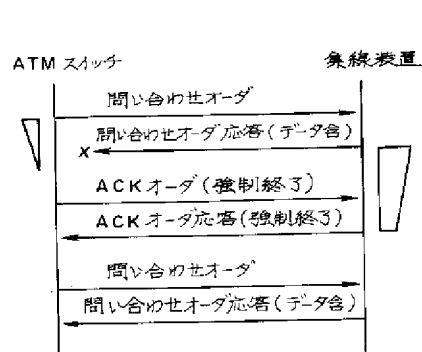 ATM スイッチ
集線装置
問い合わせオーダ
問い合わせオーダ応答(データ含)
×
ACKオーダ(強制終了)
ACKオーダ応答(強制終了)
問い合わせオーダ
問い合わせオーダ応答(データ含)